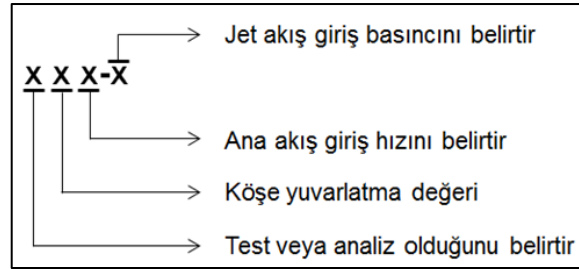 Jet akış giriş basıncını belirtir
X X X-X
Ana akış giriş hızını belirtir
Köşe yuvarlatma değeri
Test veya analiz olduğunu belirtir